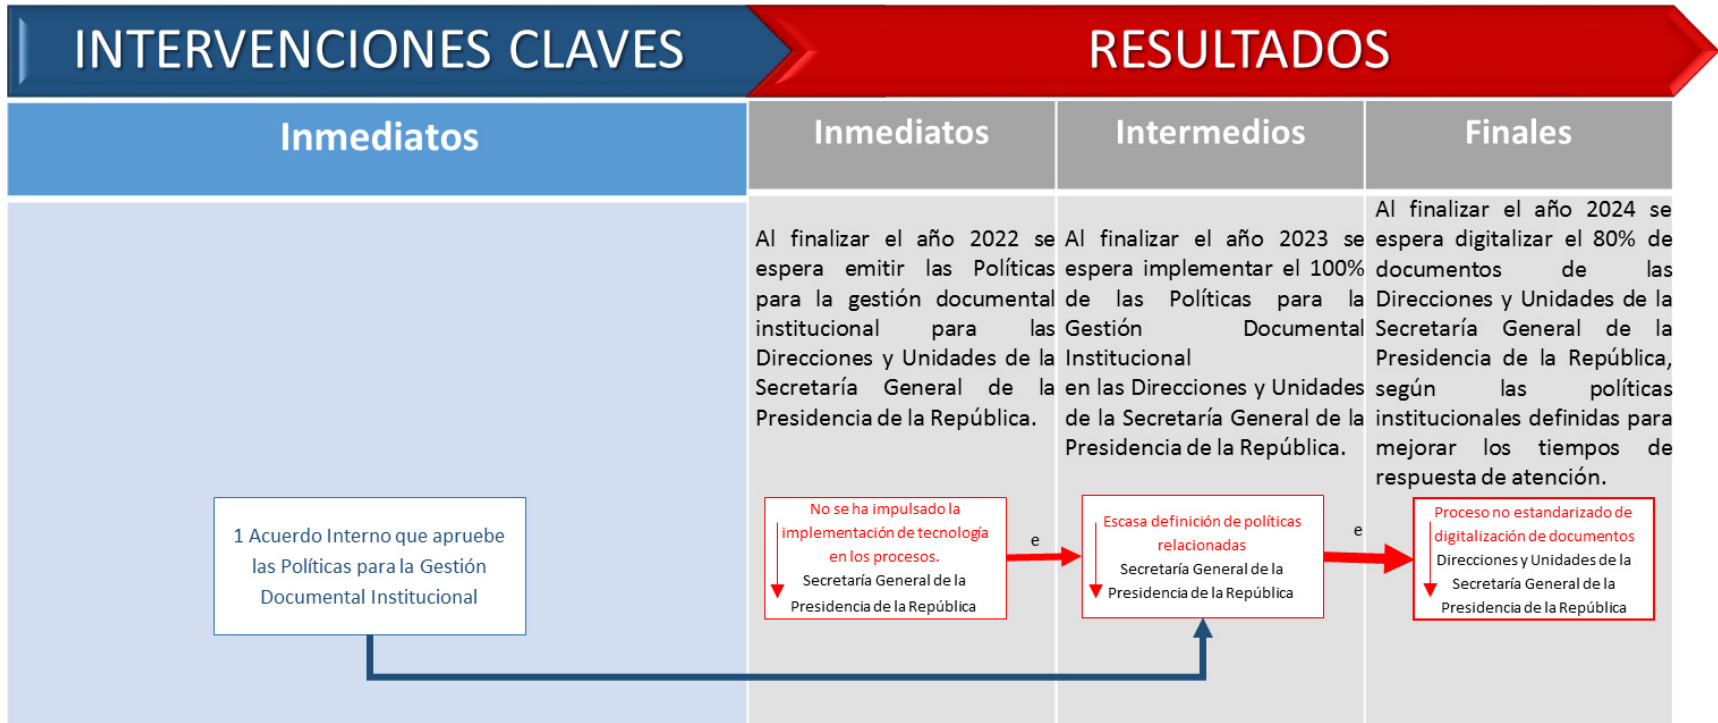 INTERVENCIONES CLAVES
RESULTADOS
Inmediatos
Inmediatos
Intermedios
Finales
Al finalizar el año 2022 se
espera emitir las Políticas
para la gestión documental
institucional para las
Direcciones y Unidades de la
Secretaría General de la
Presidencia de la República.
Al finalizar el año 2023 se
espera implementar el 100%
de las Políticas para la
Gestión Documental
Institucional
en las Direcciones y Unidades
de la Secretaría General de la
Presidencia de la República.
Al finalizar el año 2024 se
espera digitalizar el 80% de
documentos de las
Direcciones y Unidades de la
Secretaría General de la
Presidencia de la República,
según las políticas
institucionales definidas para
mejorar los tiempos de
respuesta de atención.
1 Acuerdo Interno que apruebe
las Políticas para la Gestión
Documental Institucional
No se ha impulsado la
implementación de tecnología
en los procesos.
Secretaría General de la
Presidencia de la República
e
Escasa definición de políticas
relacionadas
Secretaría General de la
Presidencia de la República
e
Proceso no estandarizado de
digitalización de documentos
Direcciones y Unidades de la
Secretaría General de la
Presidencia de la República